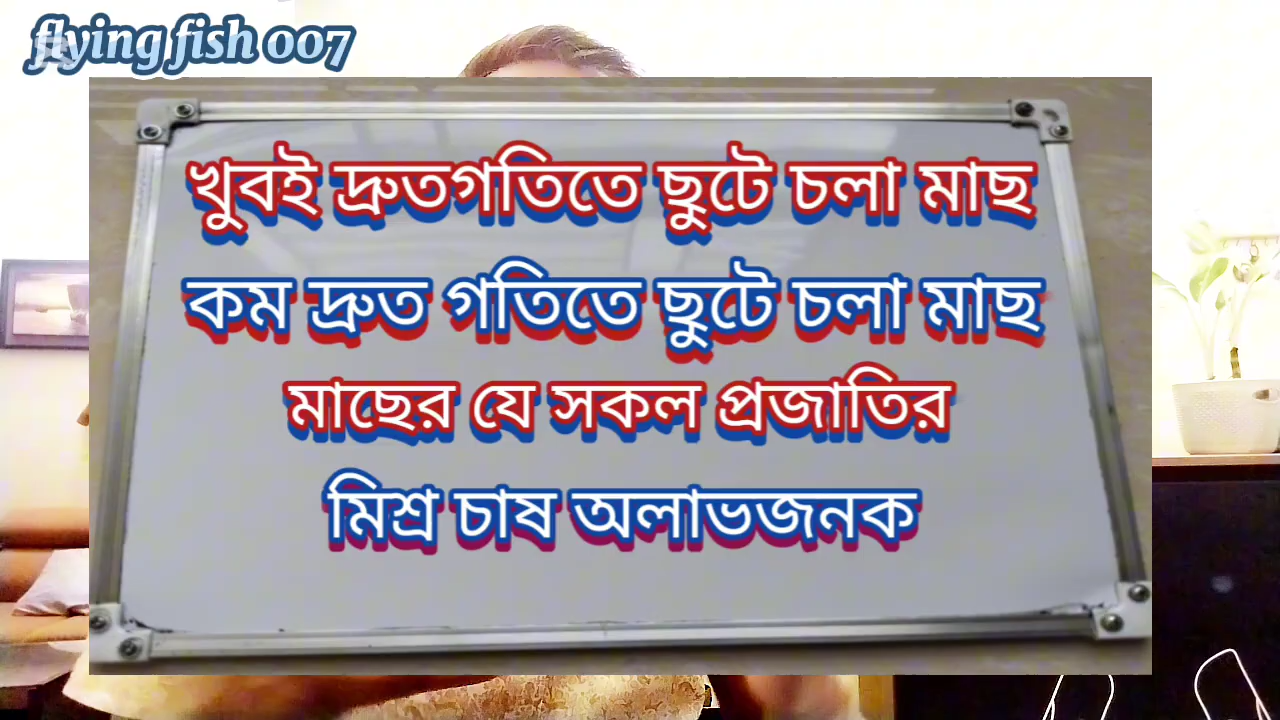 flying fish 007
খুবই দ্রুতগতিতে ছুটে চলা মাছ
কম দ্রুত গতিতে ছুটে চলা মাছ
মাছের যে সকল প্রজাতির
মিশ্র চাষ অলাভজনক